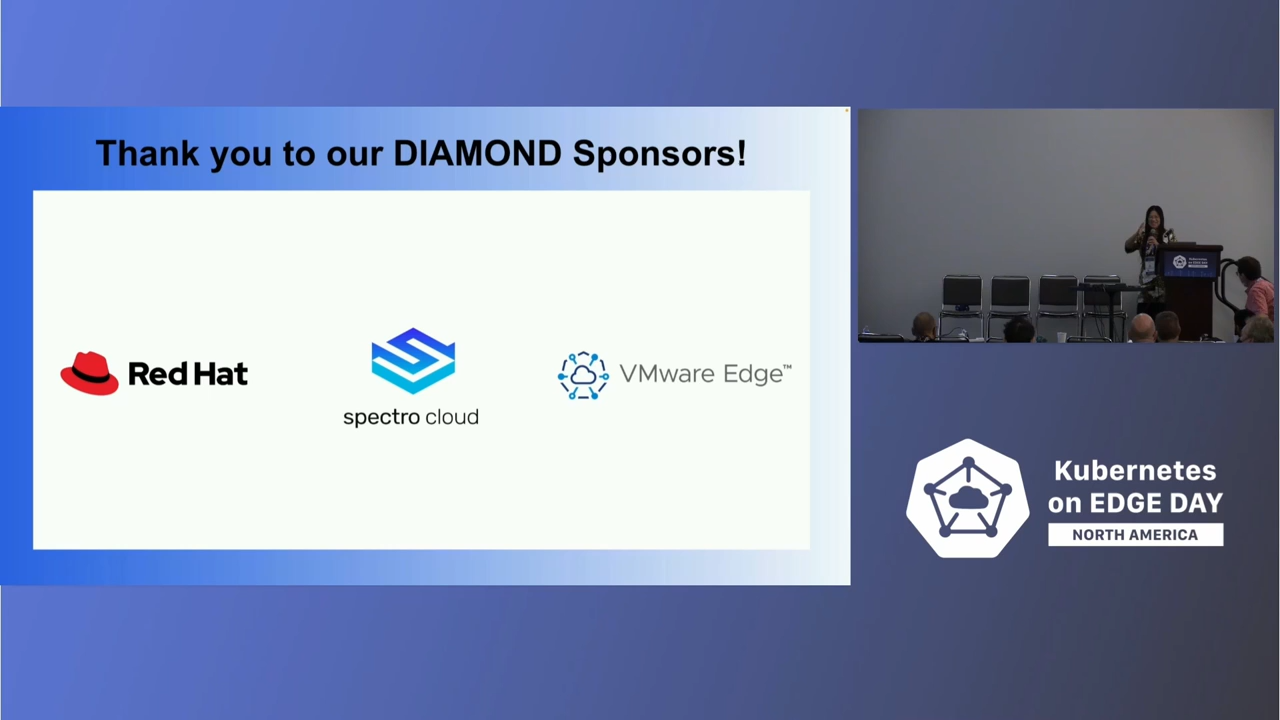 Thank you to our DIAMOND Sponsors!
Red Hat
spectro cloud
VMware Edge™
Kubernetes
on EDGE DAY
NORTH AMERICA